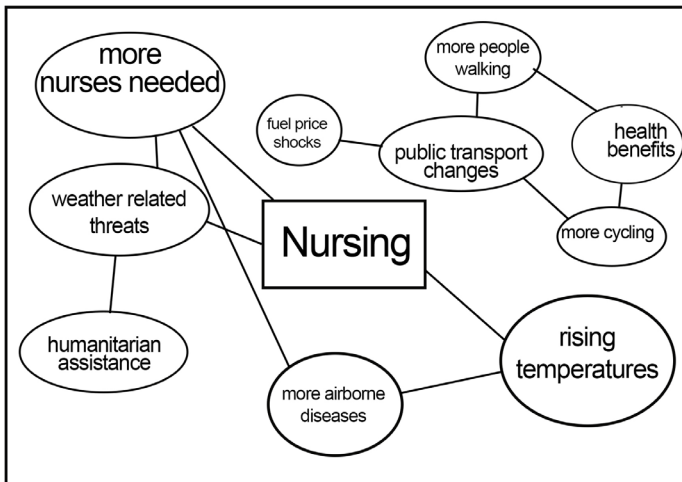 more
nurses needed
more people
walking
fuel price
shocks
health
benefits
public transport
changes
weather related
threats
more cycling
Nursing
humanitarian
assistance
rising
temperatures
more airborne
diseases